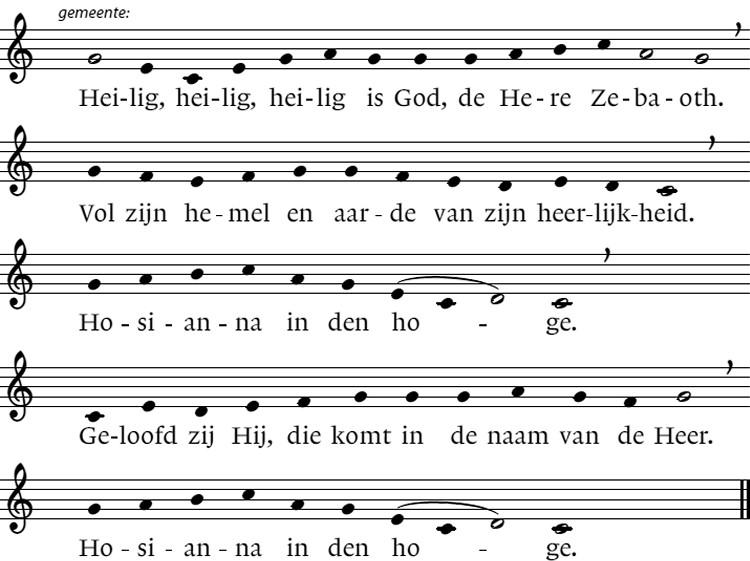 gemeente:
Hei-lig, hei-lig, hei-lig is God, de He-re Ze-ba-oth.
Vol zijn he-mel en aar-de van zijn heer-lijk-heid.
Ho-si-an-na in den ho-ge.
Ge-loofd zij Hij, die komt in de naam van de Heer.
Ho-si-an-na in den ho-ge.